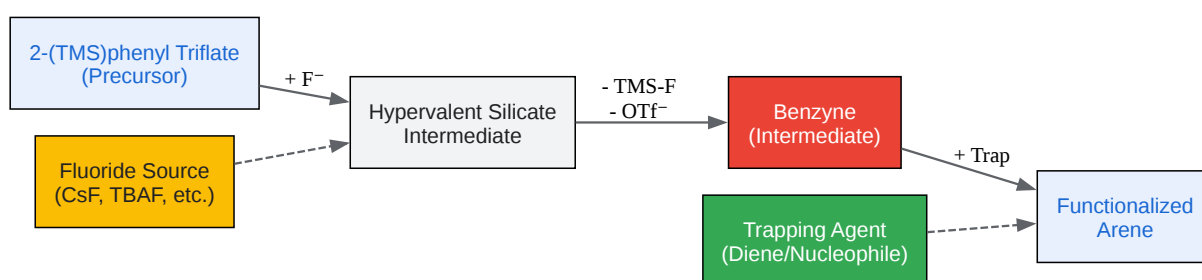 2-(TMS)phenyl Triflate
(Precursor)
+ F⁻
Fluoride Source
(CsF, TBAF, etc.)
Hypervalent Silicate
Intermediate
- TMS-F
- OTf⁻
Benzyne
(Intermediate)
+ Trap
Trapping Agent
(Diene/Nucleophile)
Functionalized
Arene